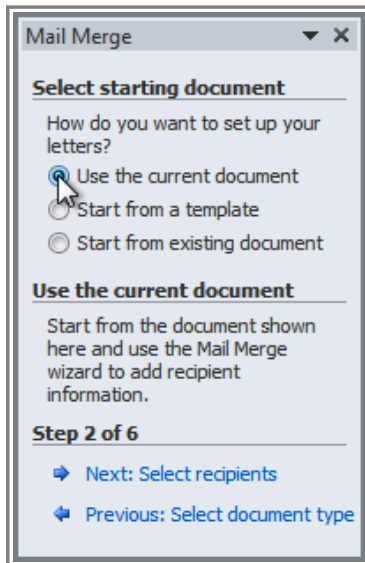 Mail Merge
Select starting document
How do you want to set up your
letters?
Use the current document
Start from a template
Start from existing document
Use the current document
Start from the document shown
here and use the Mail Merge
wizard to add recipient
information.
Step 2 of 6
Next: Select recipients
Previous: Select document type